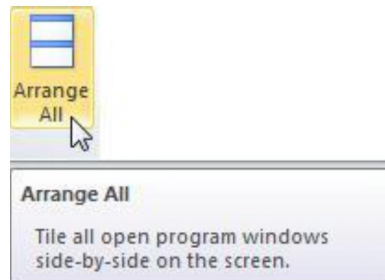 Arrange
All
Arrange All
Tile all open program windows
side-by-side on the screen.